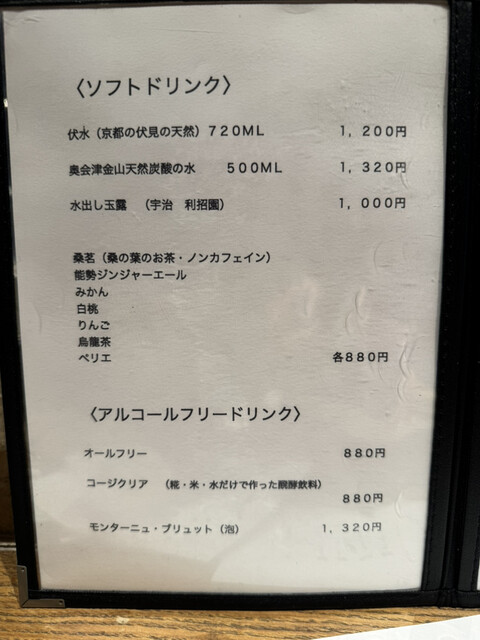 〈ソフトドリンク〉
伏水（京都の伏見の天然）７２０ＭＬ　１，２００円
奥会津金山天然炭酸の水　５００ＭＬ　１，３２０円
水出し玉露　（宇治　利招園）　１，０００円
桑茗（桑の葉のお茶・ノンカフェイン）
能勢ジンジャーエール
みかん
白桃
りんご
烏龍茶
ペリエ　各８８０円
〈アルコールフリードリンク〉
オールフリー　８８０円
コージクリア　（糀・米・水だけで作った醗酵飲料）
８８０円
モンターニュ・ブリュット（泡）　１，３２０円